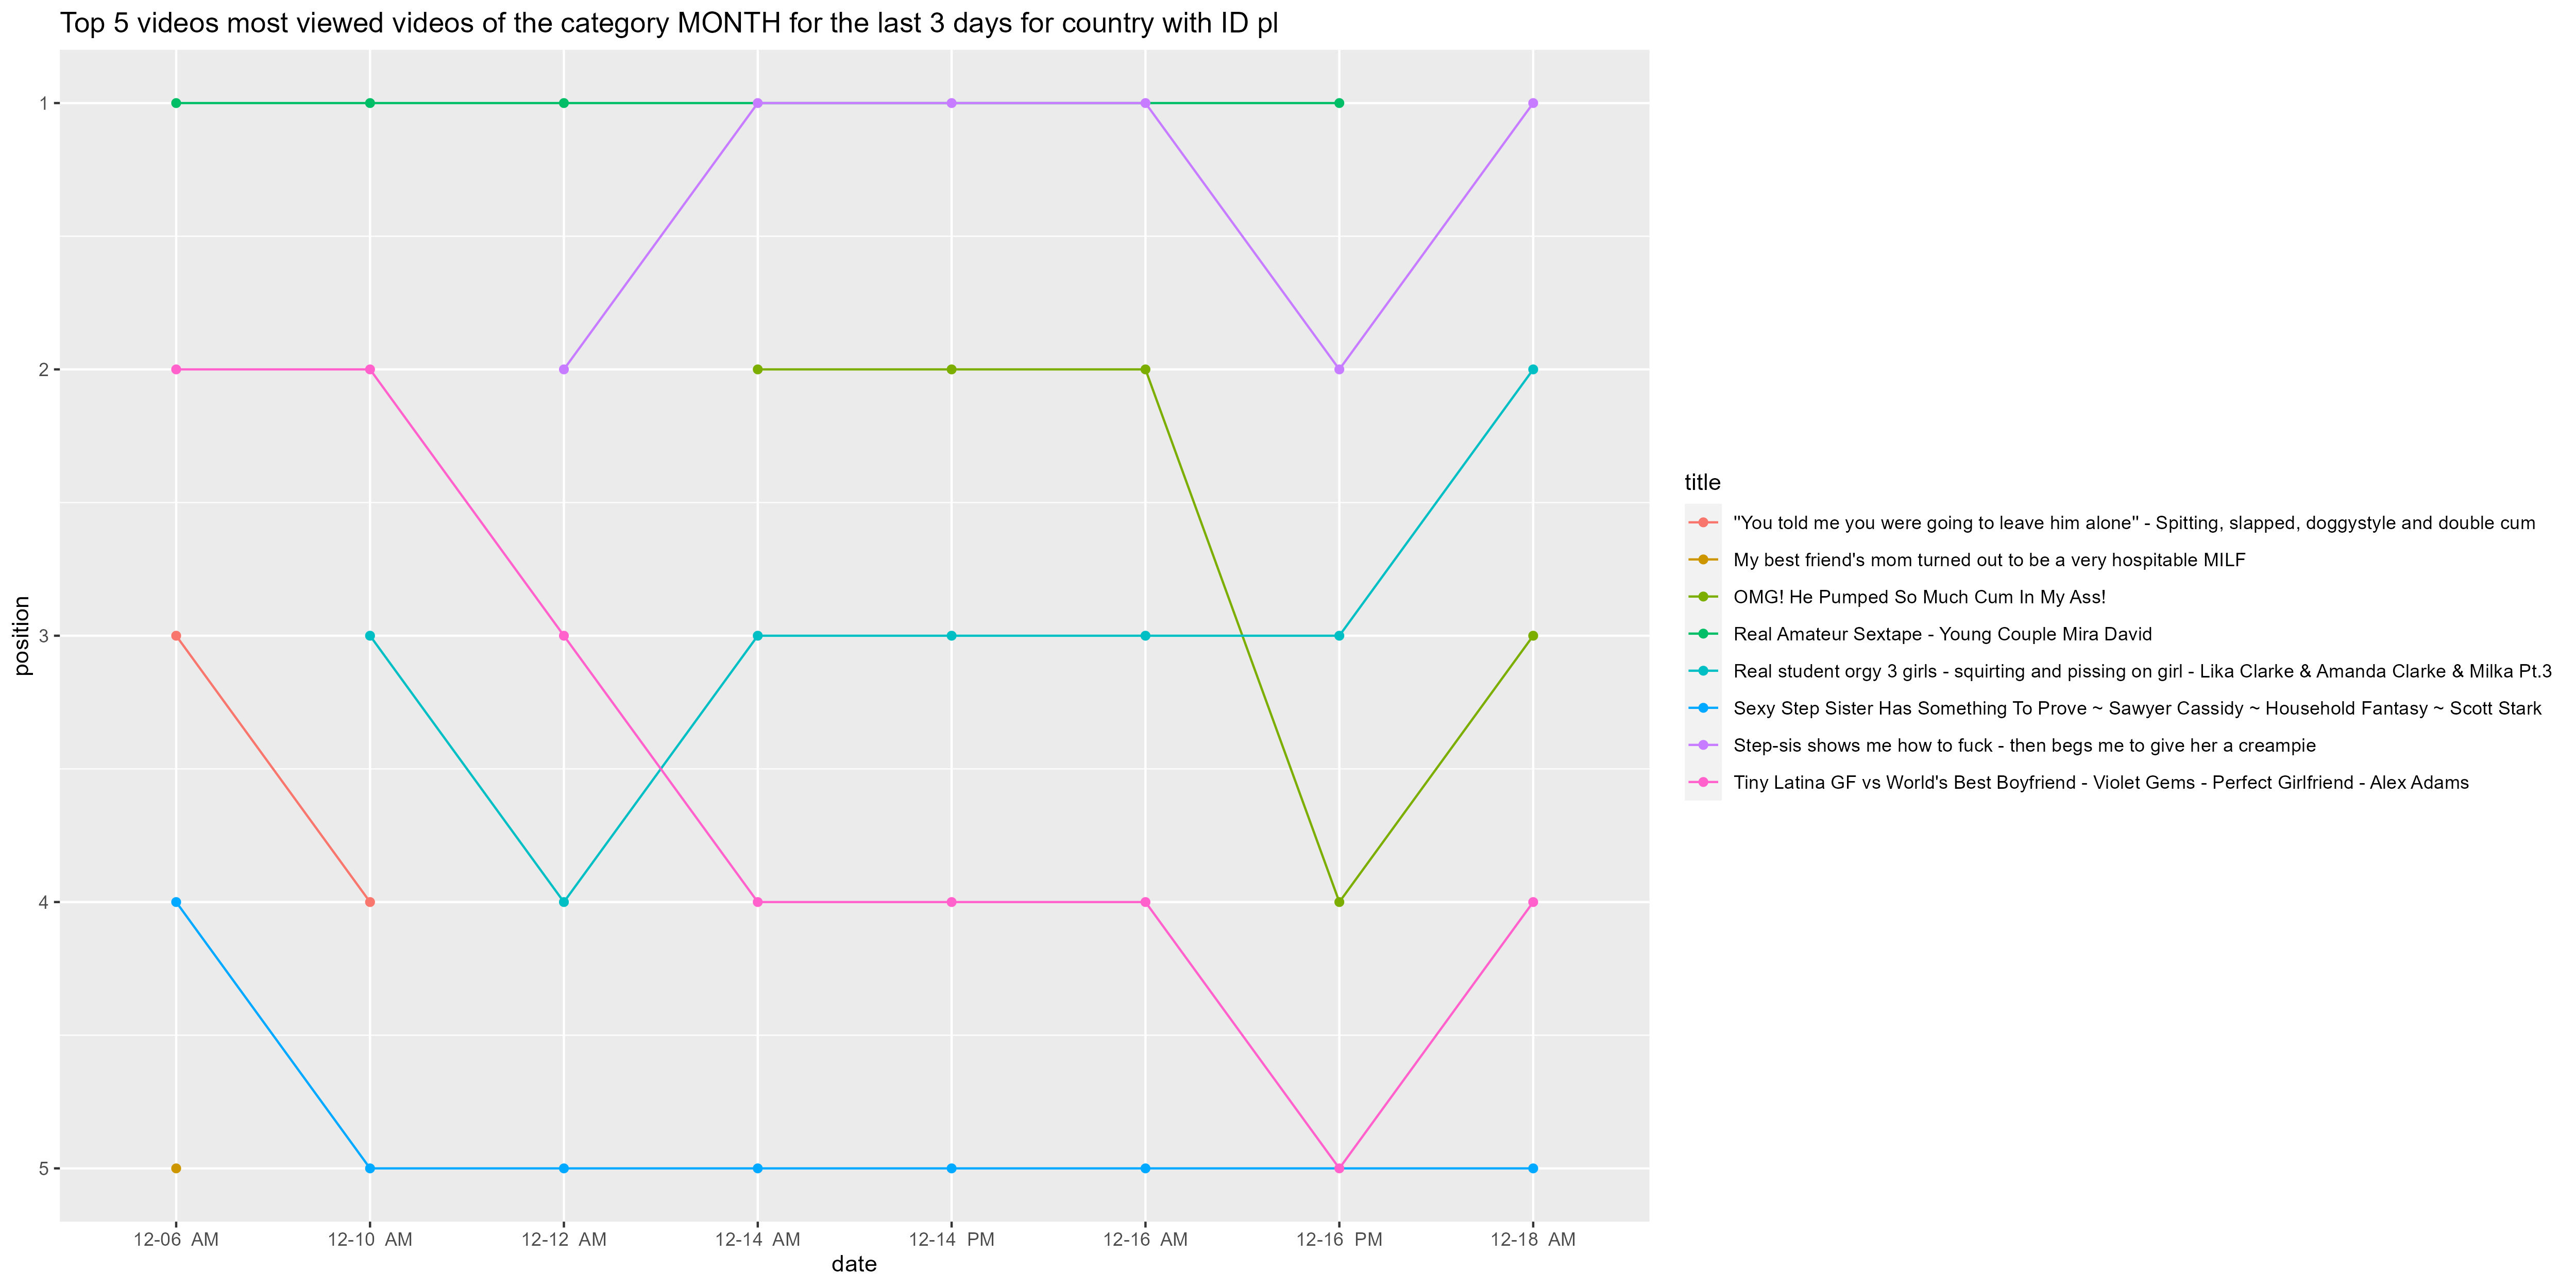 Top 5 videos most viewed videos of the category MONTH for the last 3 days for country with ID pl
1
2
3
4
5
position
12-06 AM
12-10 AM
12-12 AM
12-14 AM
12-14 PM
12-16 AM
12-16 PM
12-18 AM
date
title
"You told me you were going to leave him alone" - Spitting, slapped, doggystyle and double cum
My best friend's mom turned out to be a very hospitable MILF
OMG! He Pumped So Much Cum In My Ass!
Real Amateur Sextape - Young Couple Mira David
Real student orgy 3 girls - squirting and pissing on girl - Lika Clarke & Amanda Clarke & Milka Pt.3
Sexy Step Sister Has Something To Prove ~ Sawyer Cassidy ~ Household Fantasy ~ Scott Stark
Step-sis shows me how to fuck - then begs me to give her a creampie
Tiny Latina GF vs World's Best Boyfriend - Violet Gems - Perfect Girlfriend - Alex Adams